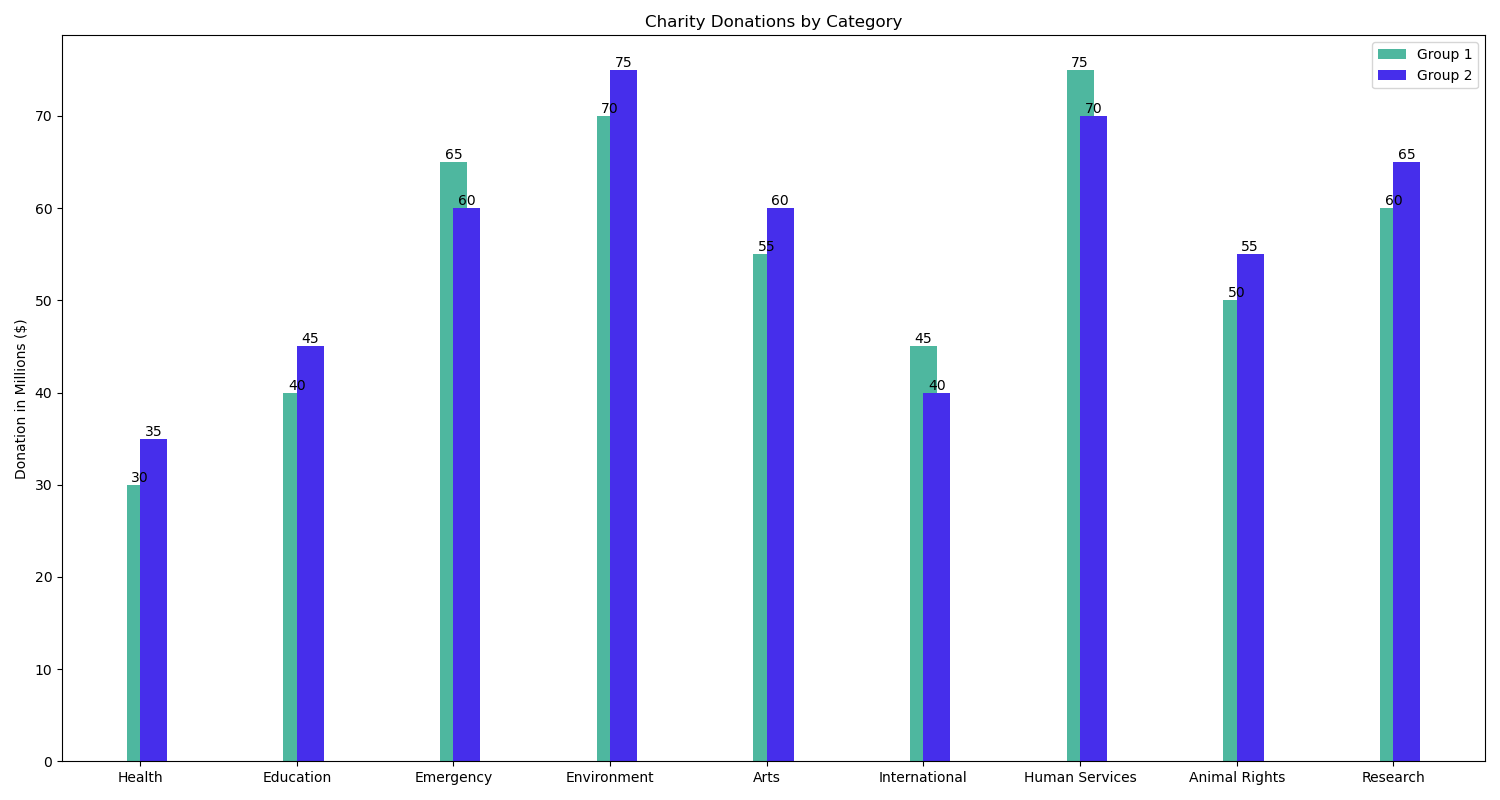 Charity Donations by Category
Group 1
Group 2
Donation in Millions ($)
70
60
50
40
30
20
10
0
30
35
40
45
65
60
70
75
55
60
45
40
75
70
50
55
60
65
Health
Education
Emergency
Environment
Arts
International
Human Services
Animal Rights
Research